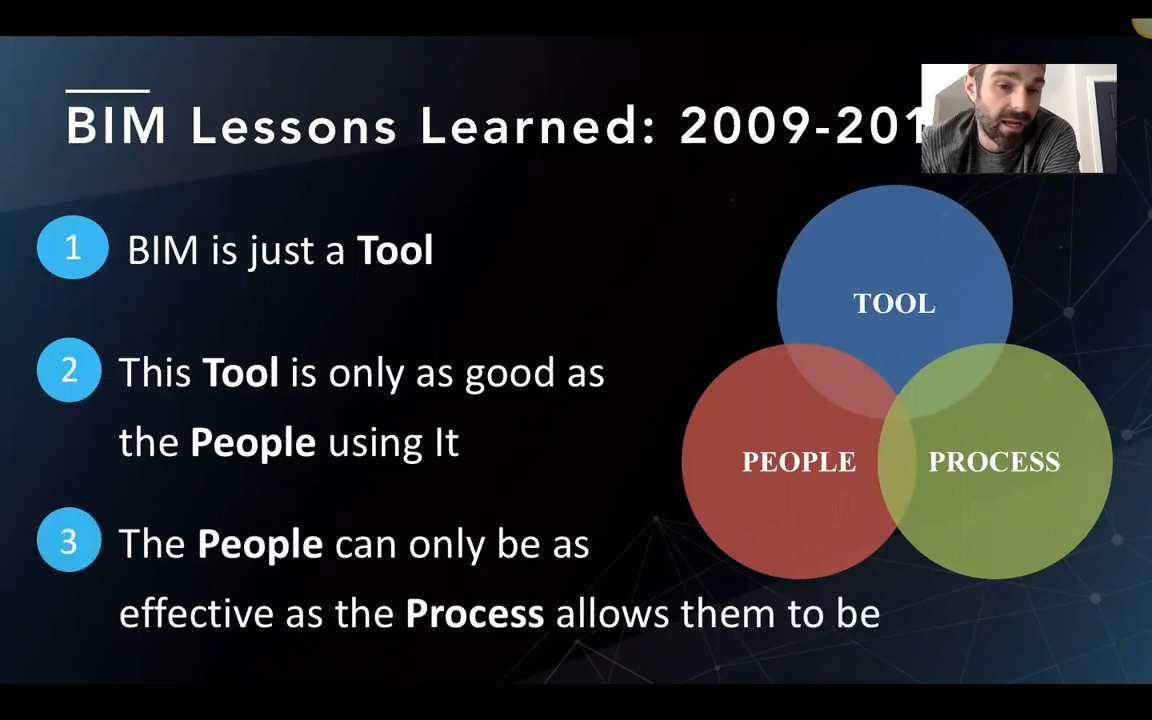 BIM Lessons Learned: 2009-201
1 BIM is just a Tool
2 This Tool is only as good as
the People using It
3 The People can only be as
effective as the Process allows them to be
TOOL
PEOPLE PROCESS